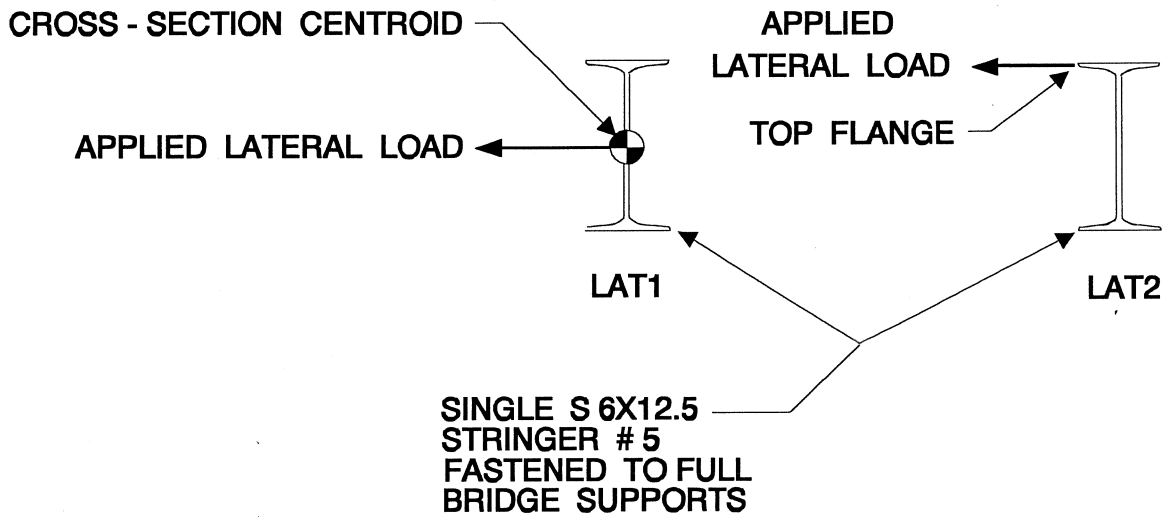 CROSS - SECTION CENTROID
APPLIED
LATERAL LOAD
TOP FLANGE
APPLIED LATERAL LOAD
LAT1
LAT2
SINGLE S 6X12.5
STRINGER # 5
FASTENED TO FULL
BRIDGE SUPPORTS